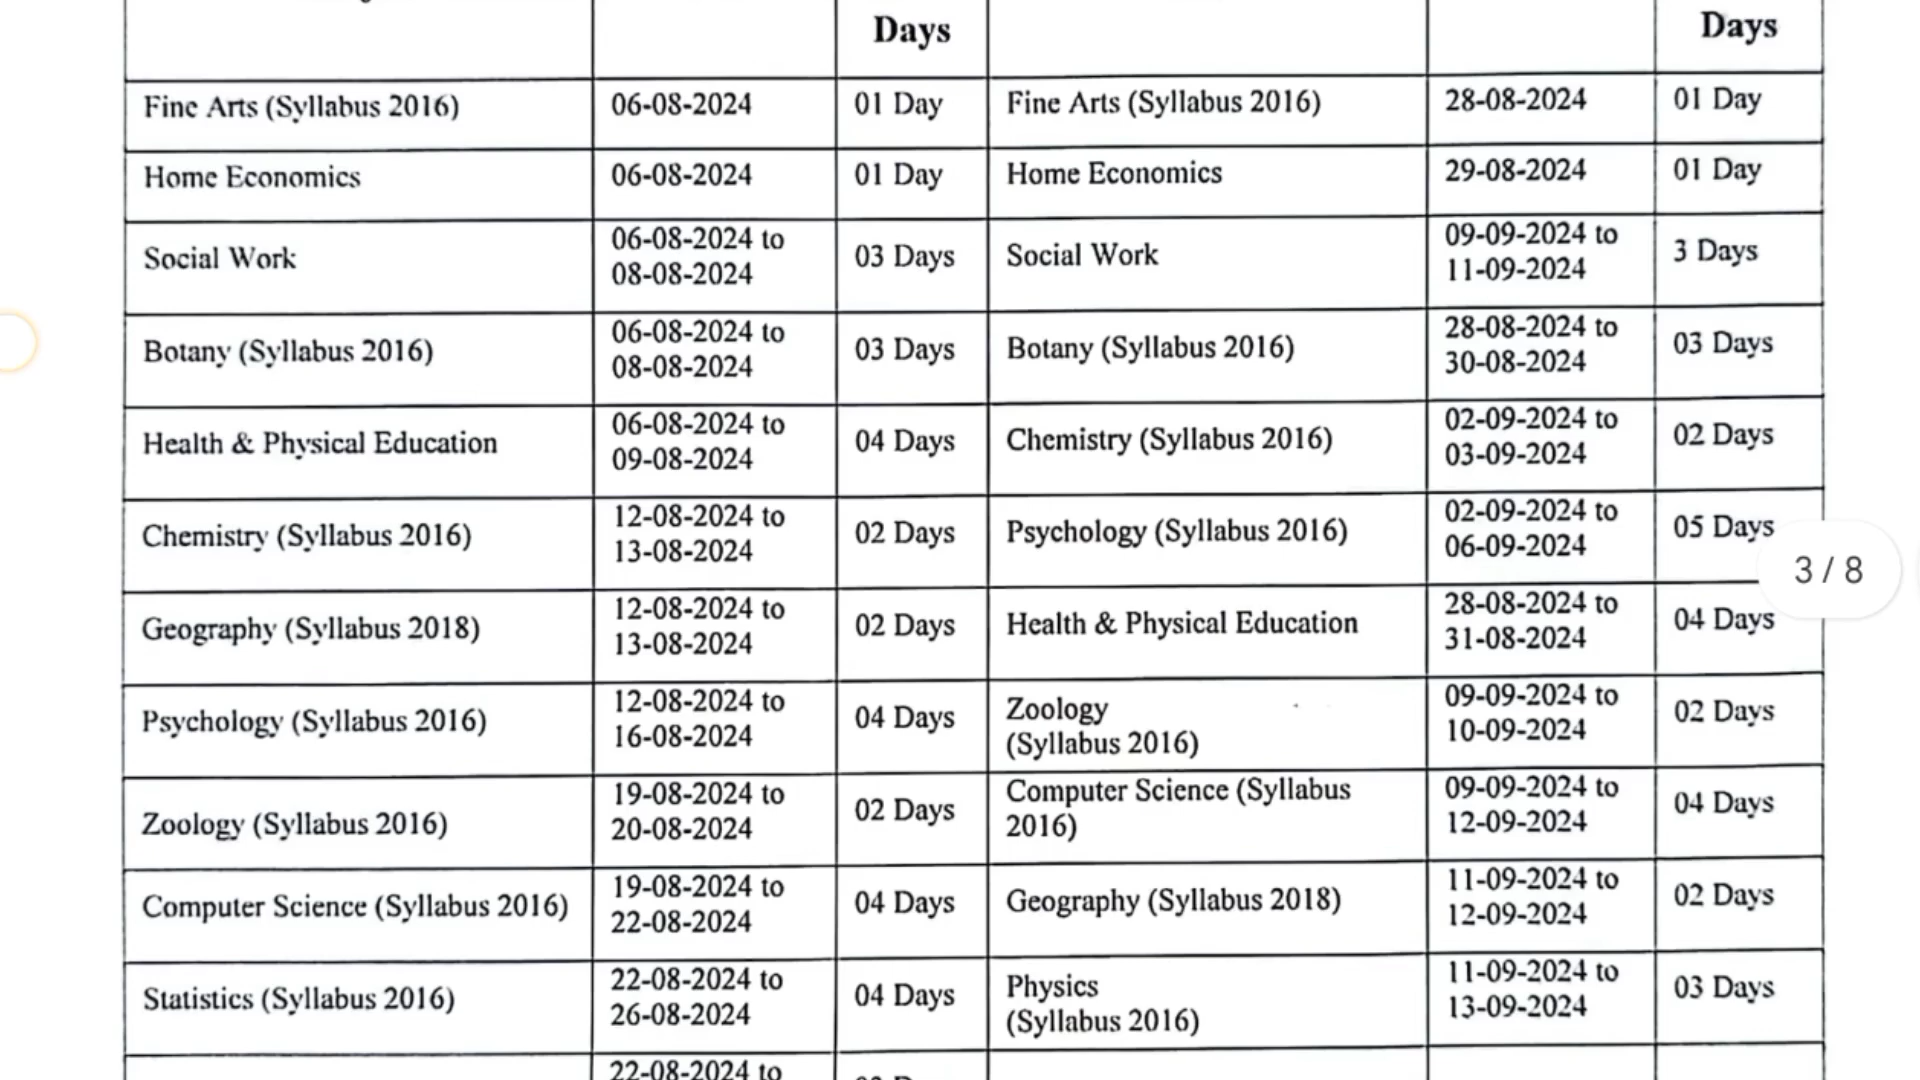 Days
Days
Fine Arts (Syllabus 2016)
06-08-2024
01 Day
Fine Arts (Syllabus 2016)
28-08-2024
01 Day
Home Economics
06-08-2024
01 Day
Home Economics
29-08-2024
01 Day
Social Work
06-08-2024 to
08-08-2024
03 Days
Social Work
09-09-2024 to
11-09-2024
3 Days
Botany (Syllabus 2016)
06-08-2024 to
08-08-2024
03 Days
Botany (Syllabus 2016)
28-08-2024 to
30-08-2024
03 Days
Health & Physical Education
06-08-2024 to
09-08-2024
04 Days
Chemistry (Syllabus 2016)
02-09-2024 to
03-09-2024
02 Days
Chemistry (Syllabus 2016)
12-08-2024 to
13-08-2024
02 Days
Psychology (Syllabus 2016)
02-09-2024 to
06-09-2024
05 Days
3 / 8
Geography (Syllabus 2018)
12-08-2024 to
13-08-2024
02 Days
Health & Physical Education
28-08-2024 to
31-08-2024
04 Days
Psychology (Syllabus 2016)
12-08-2024 to
16-08-2024
04 Days
Zoology
(Syllabus 2016)
09-09-2024 to
10-09-2024
02 Days
Zoology (Syllabus 2016)
19-08-2024 to
20-08-2024
02 Days
Computer Science (Syllabus
2016)
09-09-2024 to
12-09-2024
04 Days
Computer Science (Syllabus 2016)
19-08-2024 to
22-08-2024
04 Days
Geography (Syllabus 2018)
11-09-2024 to
12-09-2024
02 Days
Statistics (Syllabus 2016)
22-08-2024 to
26-08-2024
04 Days
Physics
(Syllabus 2016)
11-09-2024 to
13-09-2024
03 Days
22-08-2024 to